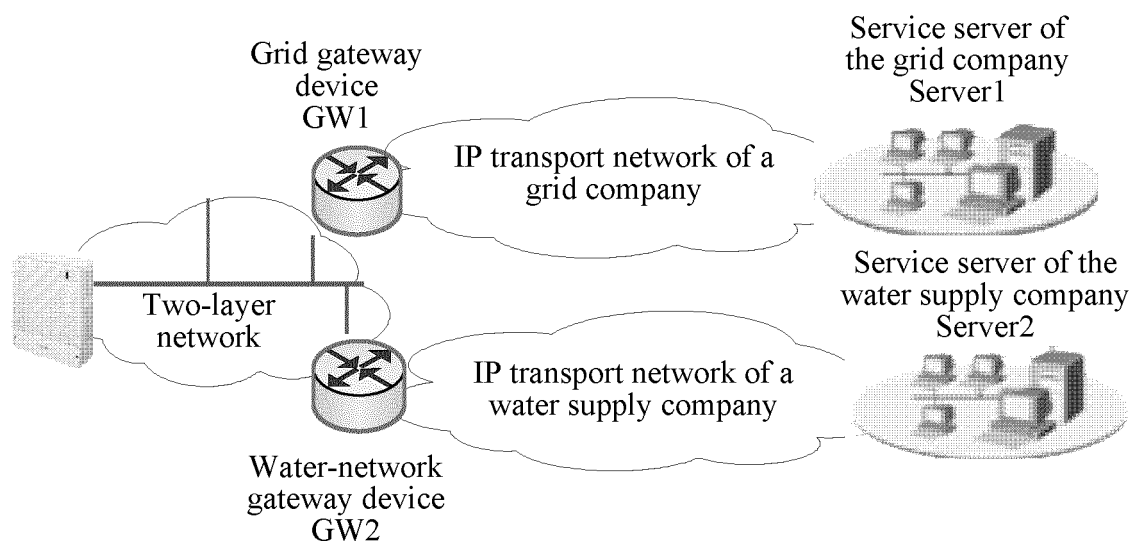 Grid gateway
device
GW1
IP transport network of a
grid company
Service server of
the grid company
Server1
Two-layer
network
Service server of the
water supply company
Server2
IP transport network of a
water supply company
Water-network
gateway device
GW2